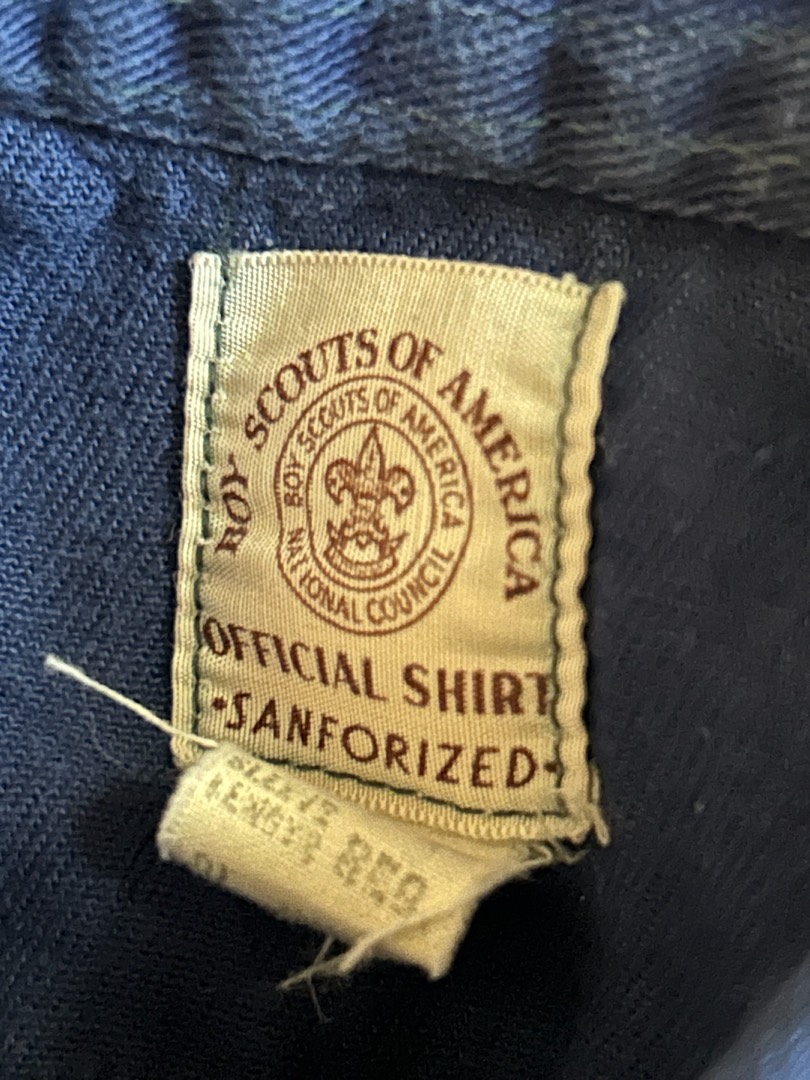 BOY SCOUTS OF AMERICA
BOY SCOUTS OF AMERICA
NATIONAL COUNCIL
OFFICIAL SHIRT
•SANFORIZED•